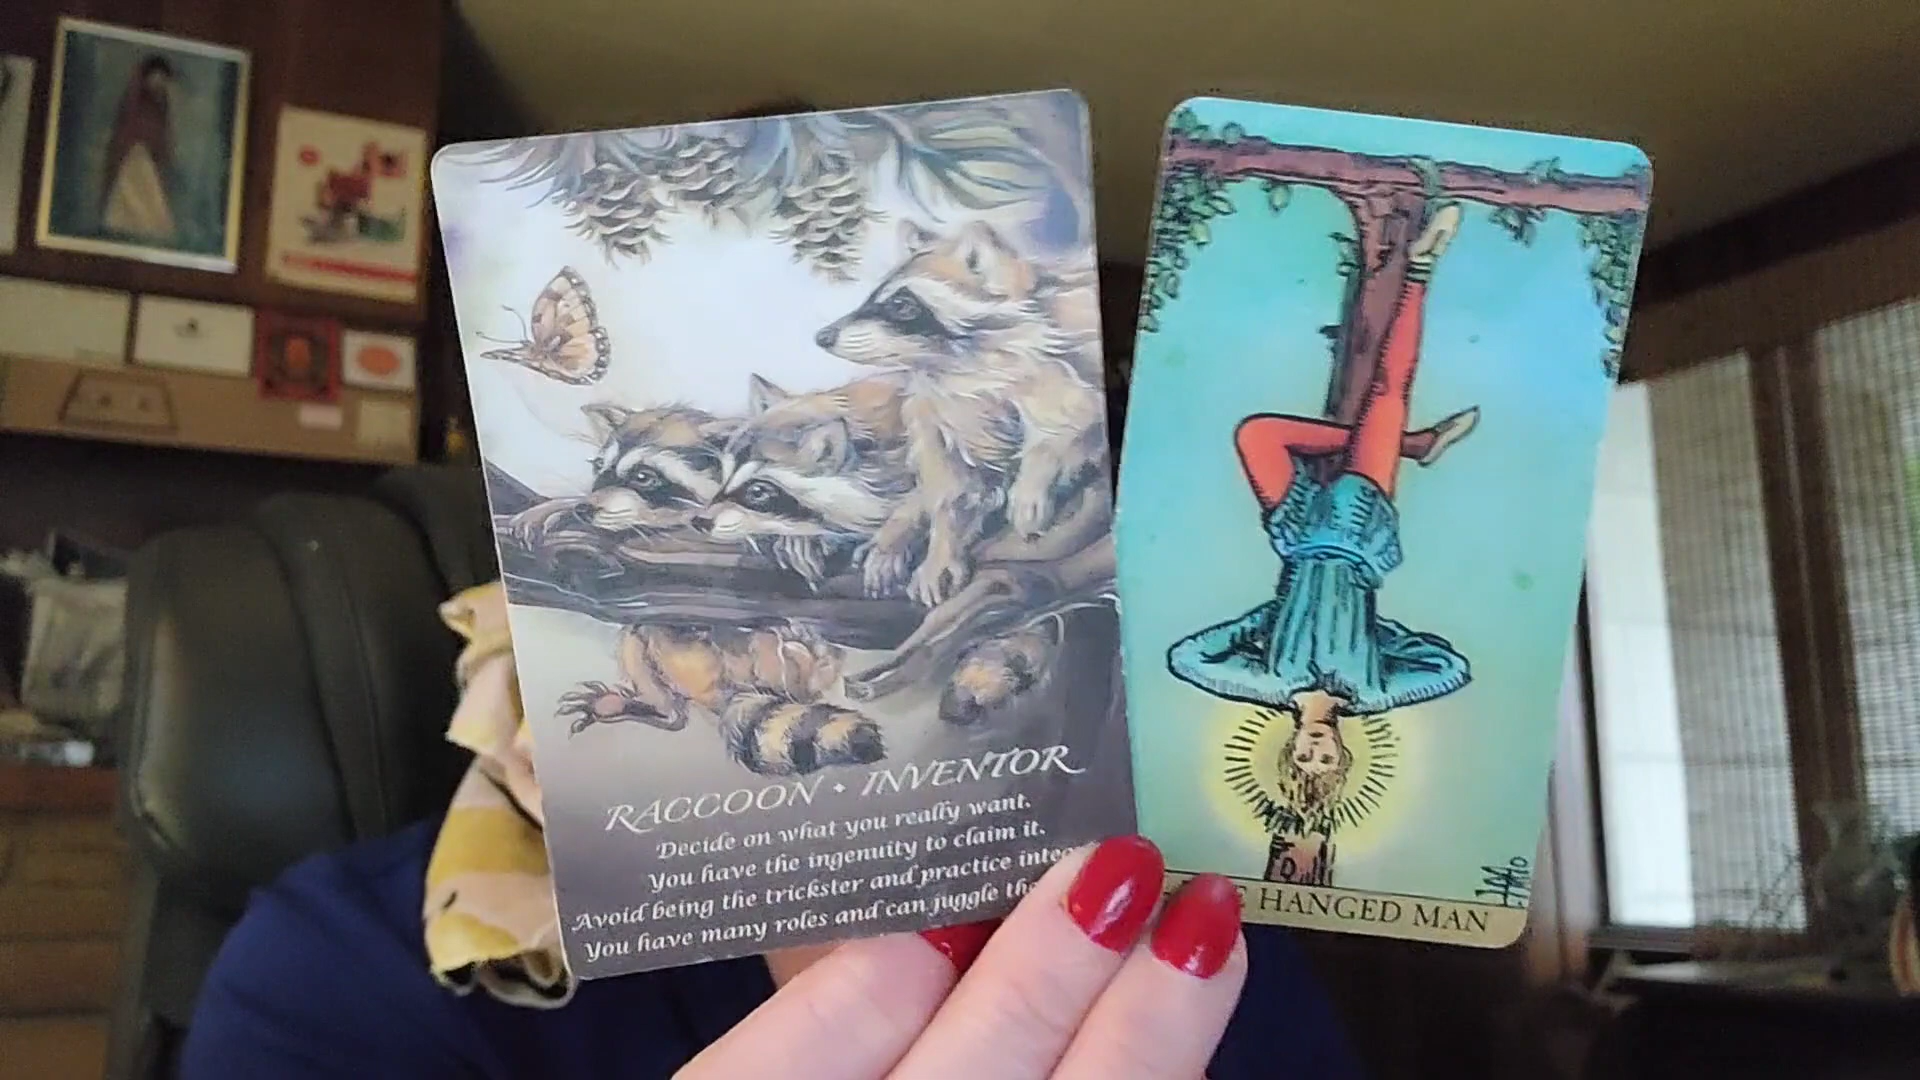 RACCOON • INVENTOR
Decide on what you really want.
You have the ingenuity to claim it.
Avoid being the trickster and practice
You have many roles and can juggle
HANGED MAN